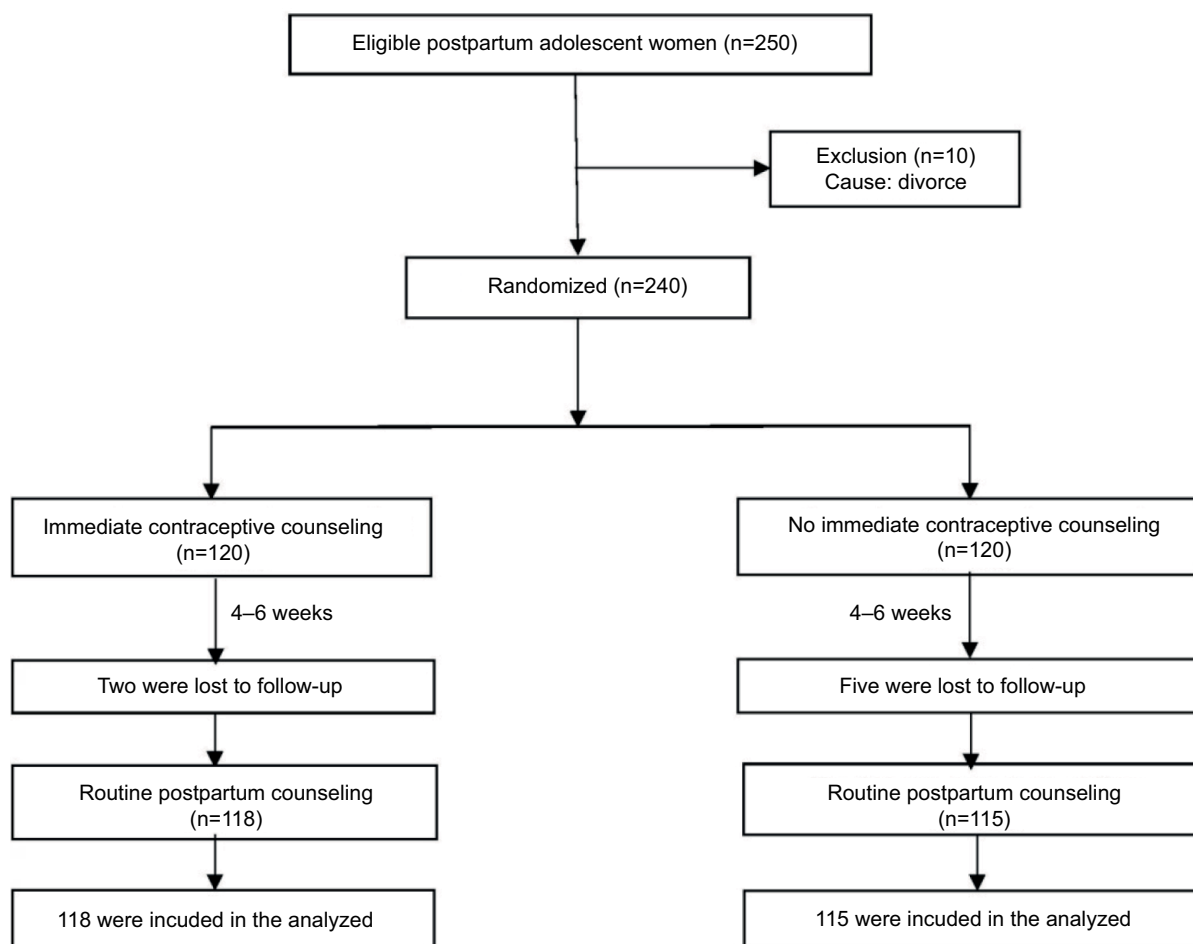 Eligible postpartum adolescent women (n=250)
Exclusion (n=10)
Cause: divorce
Randomized (n=240)
Immediate contraceptive counseling
(n=120)
No immediate contraceptive counseling
(n=120)
4–6 weeks
4–6 weeks
Two were lost to follow-up
Five were lost to follow-up
Routine postpartum counseling
(n=118)
Routine postpartum counseling
(n=115)
118 were incuded in the analyzed
115 were incuded in the analyzed